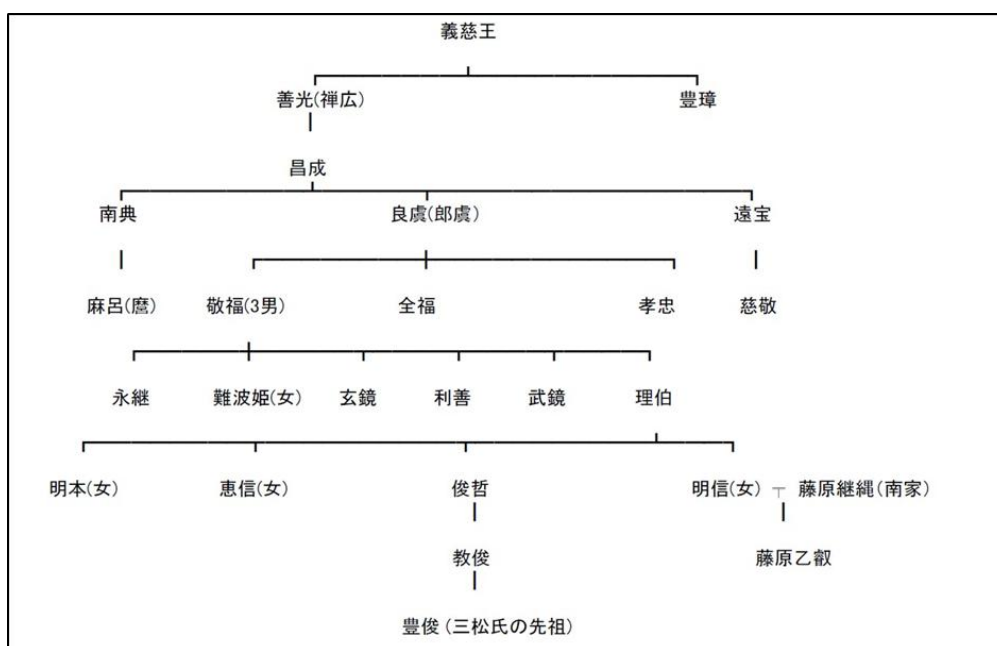 義慈王
善光(禅広) 豊璋
昌成
南典 良虞(郎虞) 遠宝
麻呂(麿) 敬福(3男) 全福 孝忠 慈敬
永継 難波姫(女) 玄鏡 利善 武鏡 理伯
明本(女) 恵信(女) 俊哲 明信(女) 藤原継縄(南家)
教俊 藤原乙叡
豊俊(三松氏の先祖)